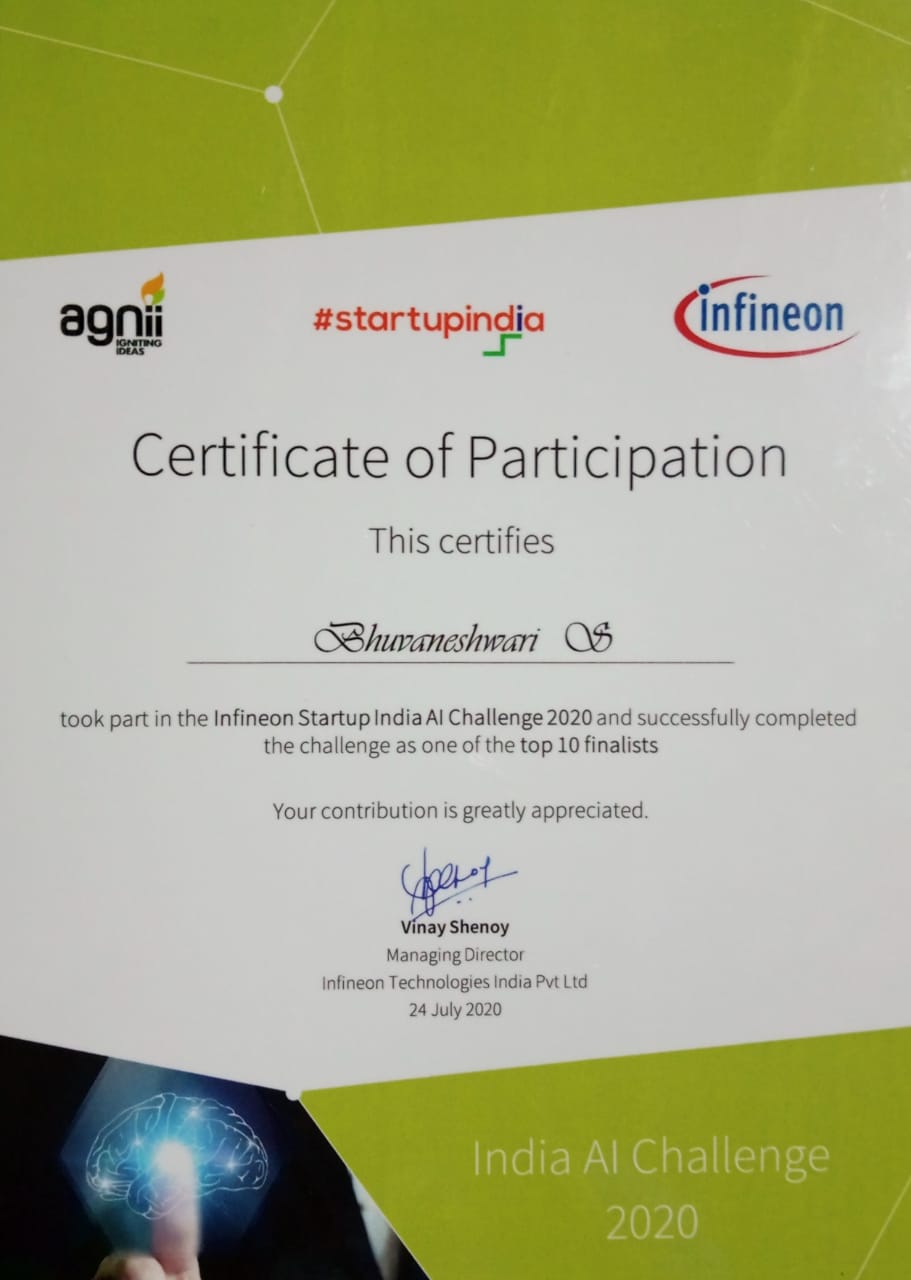 agnii
IGNITING
IDEAS
#startupindia
infineon
Certificate of Participation
This certifies
Bhuvaneshwari S
took part in the Infineon Startup India AI Challenge 2020 and successfully completed
the challenge as one of the top 10 finalists
Your contribution is greatly appreciated.
Vinay Shenoy
Managing Director
Infineon Technologies India Pvt Ltd
24 July 2020
India AI Challenge
2020